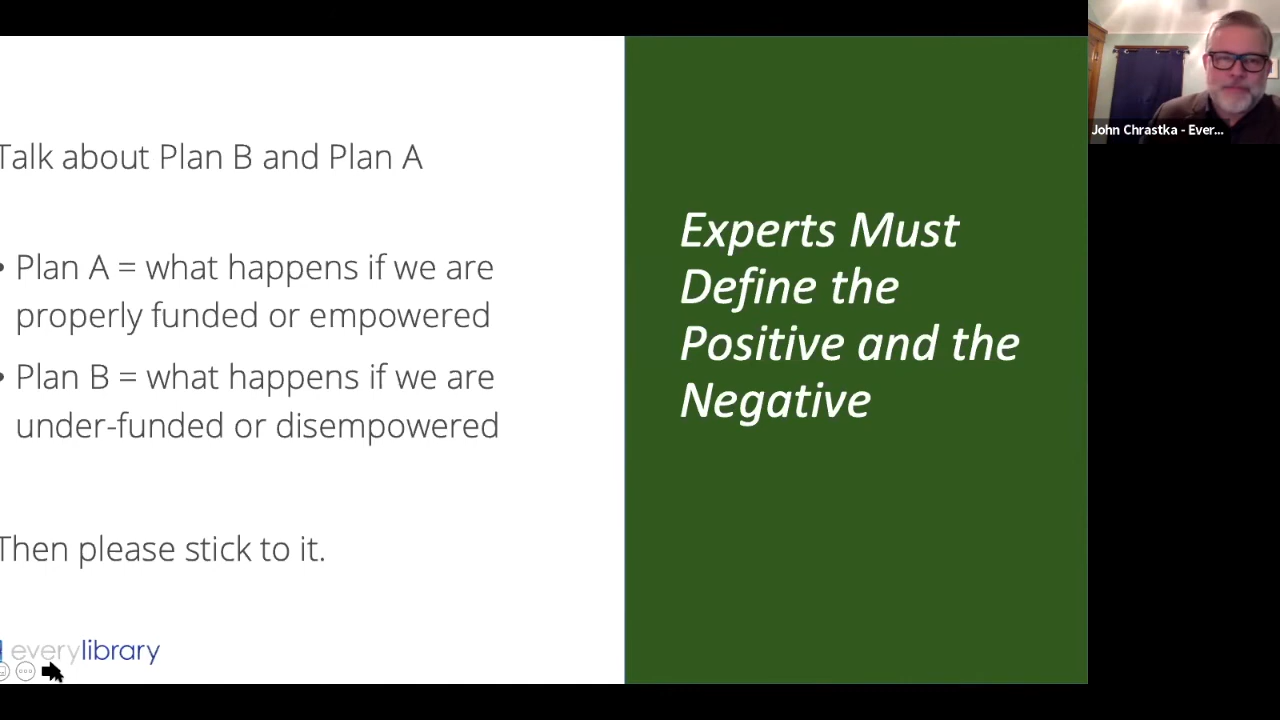 Talk about Plan B and Plan A
• Plan A = what happens if we are
properly funded or empowered
• Plan B = what happens if we are
under-funded or disempowered
Then please stick to it.
everylibrary
Experts Must
Define the
Positive and the
Negative
John Chrastka - Ever...